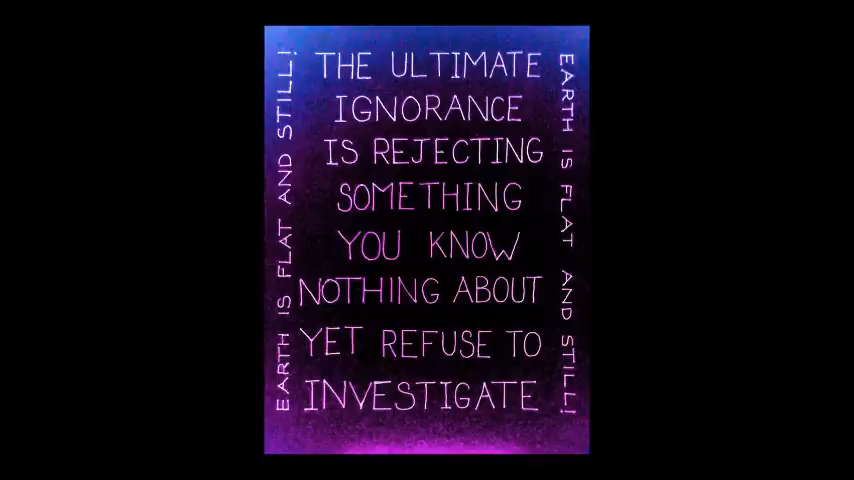 EARTH IS FLAT AND STILL!
THE ULTIMATE
IGNORANCE
IS REJECTING
SOMETHING
YOU KNOW
NOTHING ABOUT
YET REFUSE TO
INVESTIGATE
EARTH IS FLAT AND STILL!